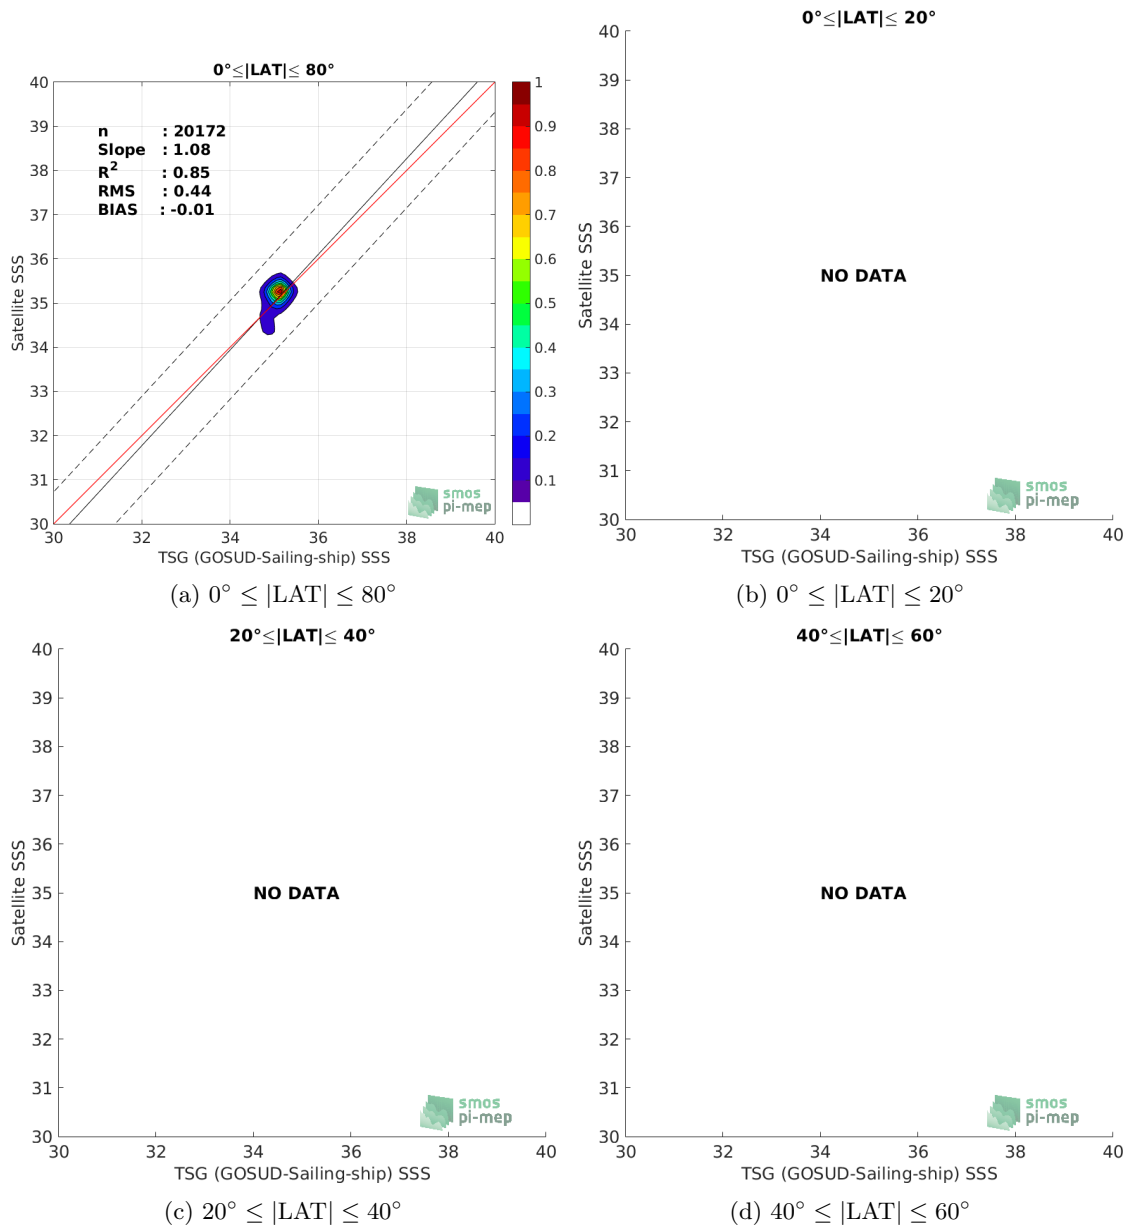 0°≤|LAT|≤ 80°
40
39
38
37
36
35
34
33
32
31
30
Satellite SSS
n : 20172
Slope : 1.08
R2 : 0.85
RMS : 0.44
BIAS : -0.01
1
0.9
0.8
0.7
0.6
0.5
0.4
0.3
0.2
0.1
smos
pi-mep
30 32 34 36 38 40
TSG (GOSUD-Sailing-ship) SSS
(a) 0° ≤ |LAT| ≤ 80°
0°≤|LAT|≤ 20°
40
39
38
37
36
35
34
33
32
31
30
Satellite SSS
NO DATA
smos
pi-mep
30 32 34 36 38 40
TSG (GOSUD-Sailing-ship) SSS
(b) 0° ≤ |LAT| ≤ 20°
20°≤|LAT|≤ 40°
40
39
38
37
36
35
34
33
32
31
30
Satellite SSS
NO DATA
smos
pi-mep
30 32 34 36 38 40
TSG (GOSUD-Sailing-ship) SSS
(c) 20° ≤ |LAT| ≤ 40°
40°≤|LAT|≤ 60°
40
39
38
37
36
35
34
33
32
31
30
Satellite SSS
NO DATA
smos
pi-mep
30 32 34 36 38 40
TSG (GOSUD-Sailing-ship) SSS
(d) 40° ≤ |LAT| ≤ 60°